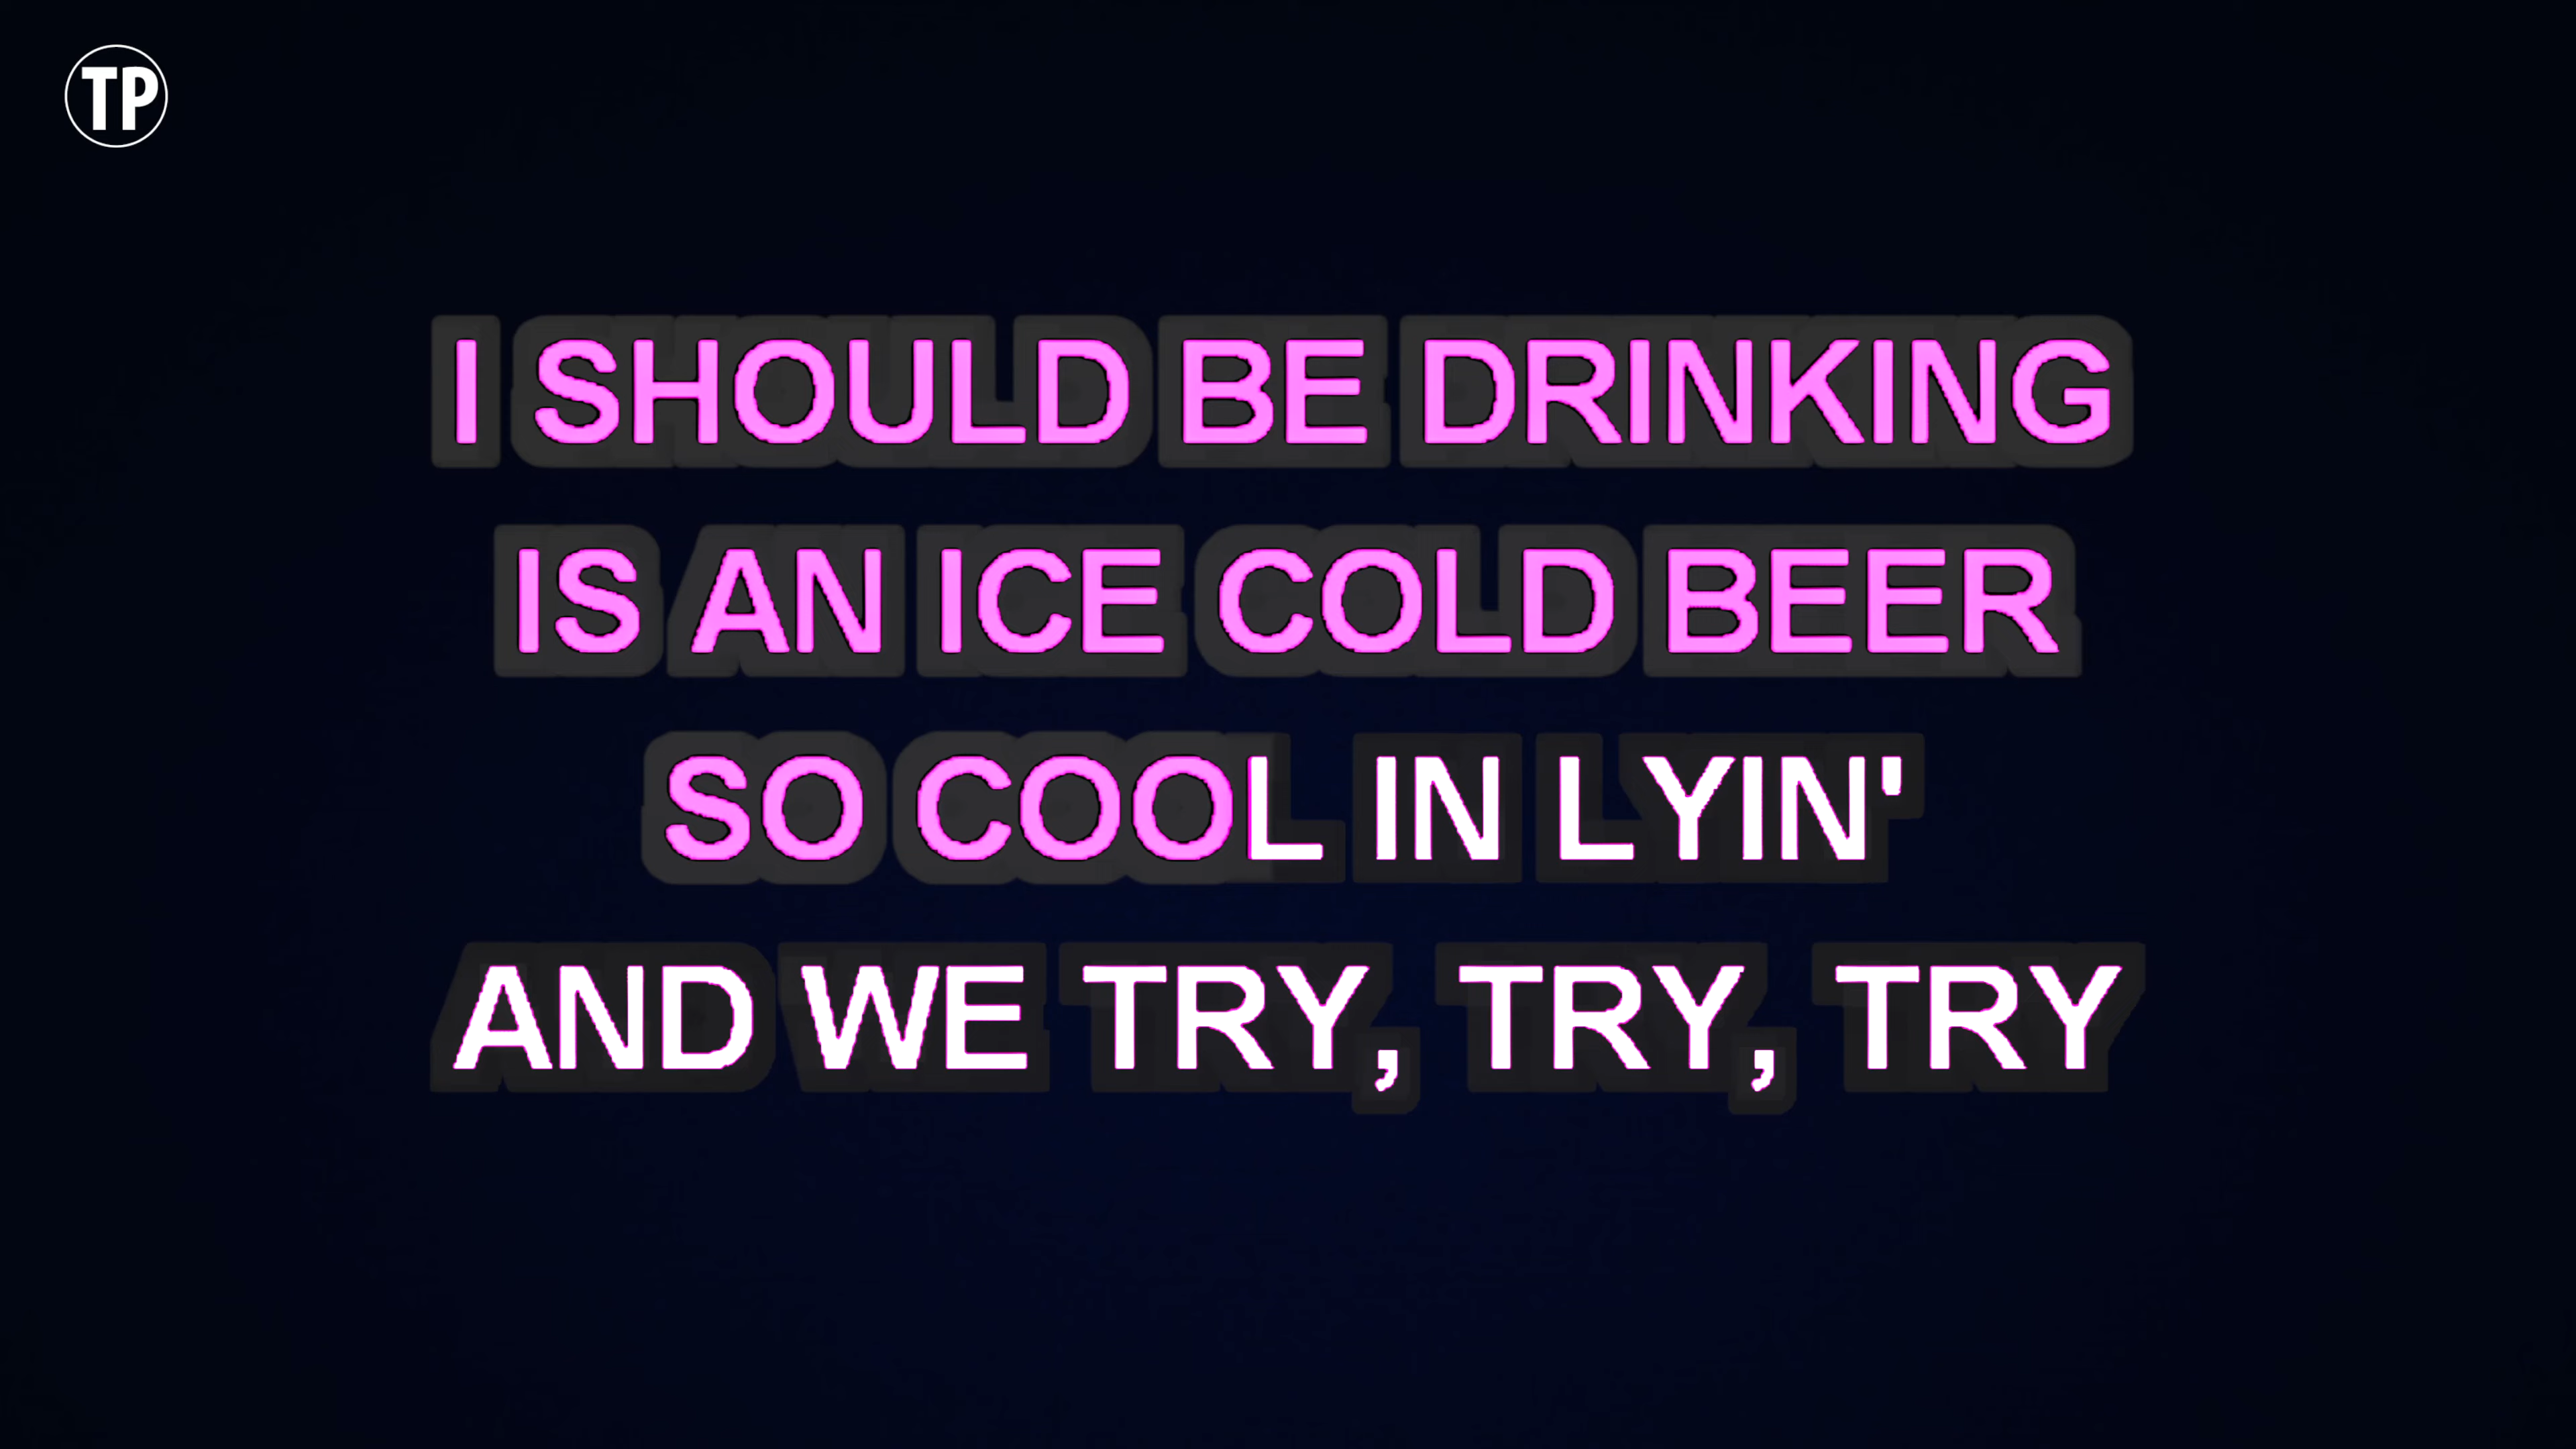 TP
I SHOULD BE DRINKING
IS AN ICE COLD BEER
SO COOL IN LYIN'
AND WE TRY, TRY, TRY